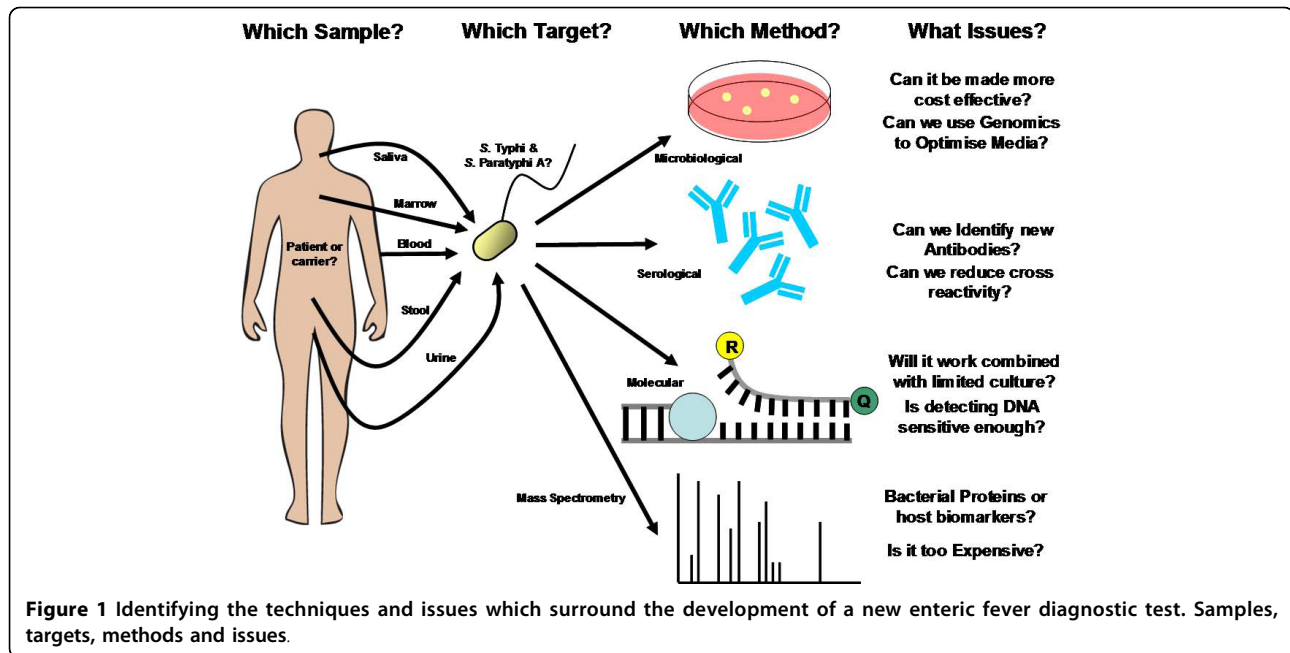 Which Sample?
Which Target?
Which Method?
What Issues?
Saliva
Marrow
Patient or
carrier?
Blood
Stool
Urine
S. Typhi &
S. Paratyphi A?
Microbiological
Can it be made more
cost effective?
Can we use Genomics
to Optimise Media?
Serological
Can we Identify new
Antibodies?
Can we reduce cross
reactivity?
Molecular
R
Q
Will it work combined
with limited culture?
Is detecting DNA
sensitive enough?
Mass Spectrometry
Bacterial Proteins or
host biomarkers?
Is it too Expensive?
Figure 1 Identifying the techniques and issues which surround the development of a new enteric fever diagnostic test. Samples,
targets, methods and issues.